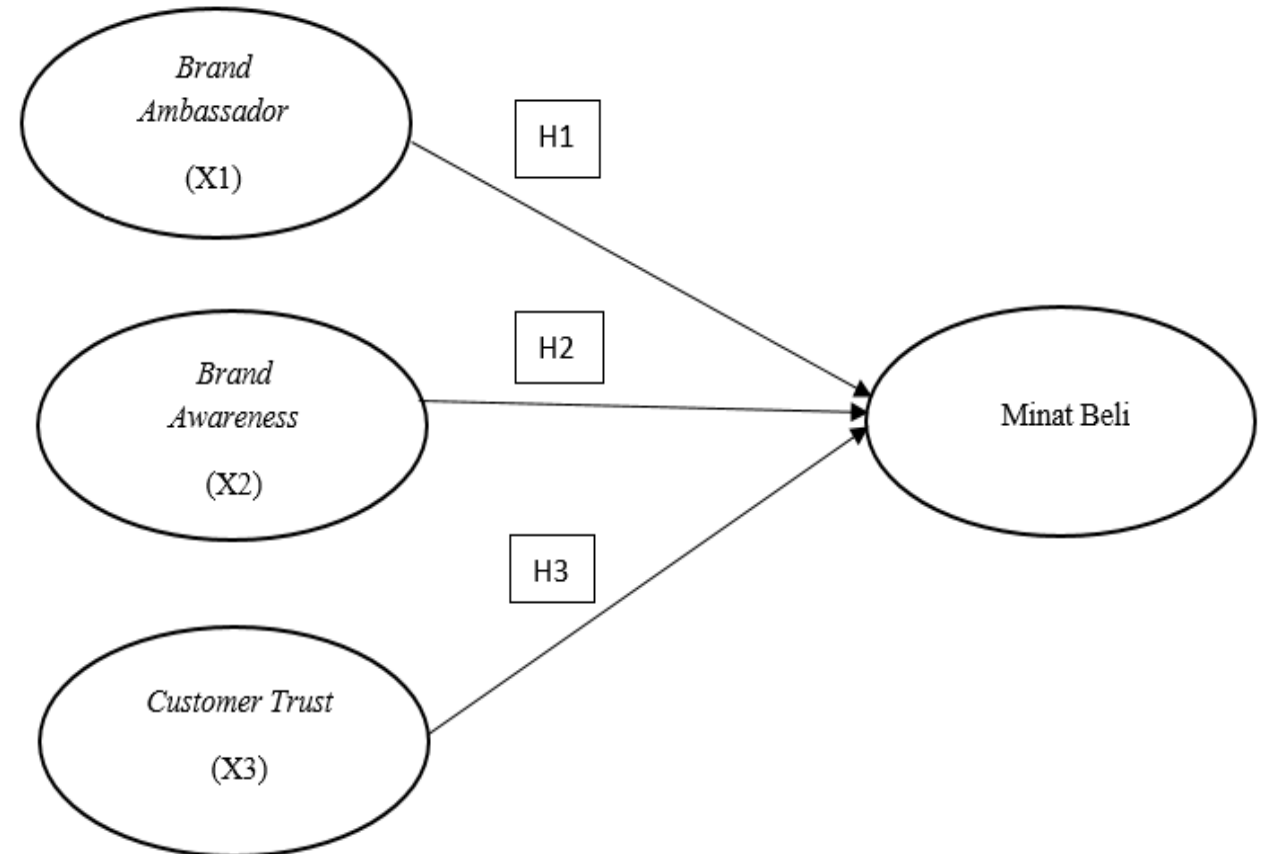 Brand
Ambassador
(X1)
H1
Brand
Awareness
(X2)
H2
Minat Beli
H3
Customer Trust
(X3)